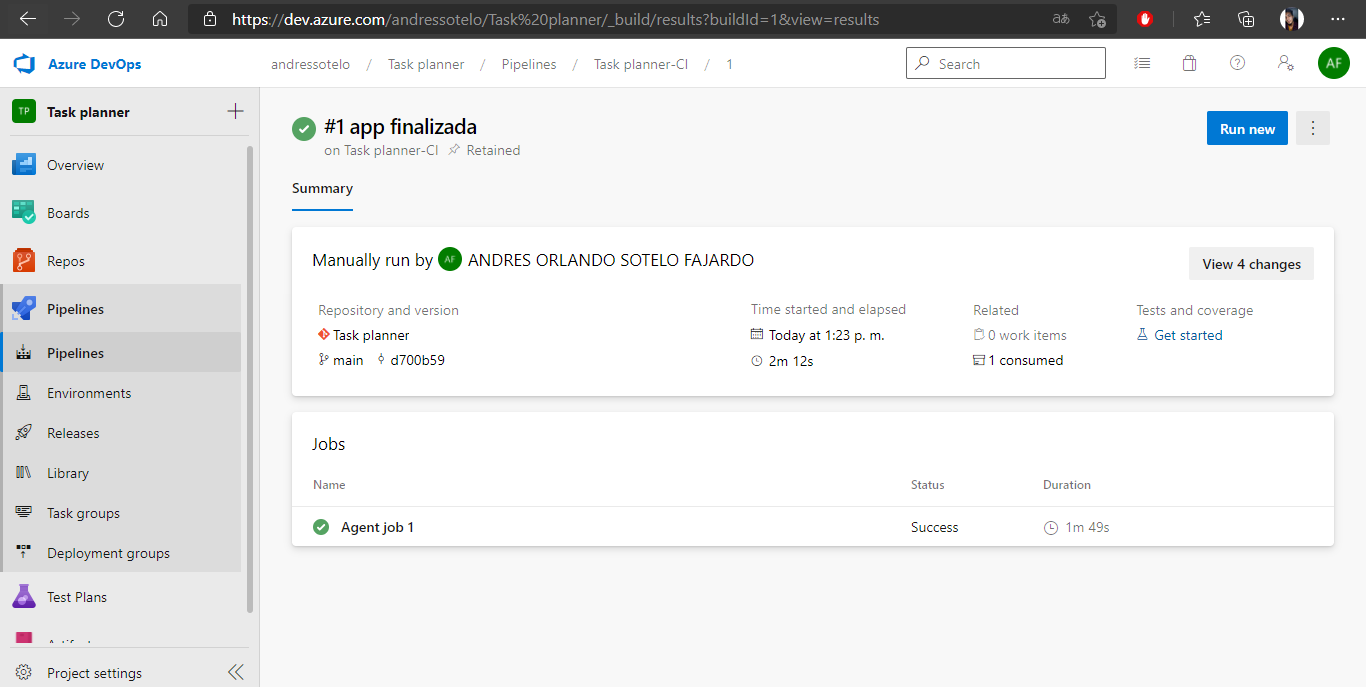 https://dev.azure.com/andressotelo/Task%20planner/_build/results?buildId=1&view=results
aあ
Azure DevOps
andressotelo / Task planner / Pipelines / Task planner-CI / 1
Search
AF
TP Task planner
Overview
Boards
Repos
Pipelines
Pipelines
Environments
Releases
Library
Task groups
Deployment groups
Test Plans
Project settings
#1 app finalizada
on Task planner-CI Retained
Run new
Summary
Manually run by AF ANDRES ORLANDO SOTELO FAJARDO
View 4 changes
Repository and version
Task planner
main d700b59
Time started and elapsed
Today at 1:23 p. m.
2m 12s
Related
0 work items
1 consumed
Tests and coverage
Get started
Jobs
Name Status Duration
Agent job 1 Success 1m 49s